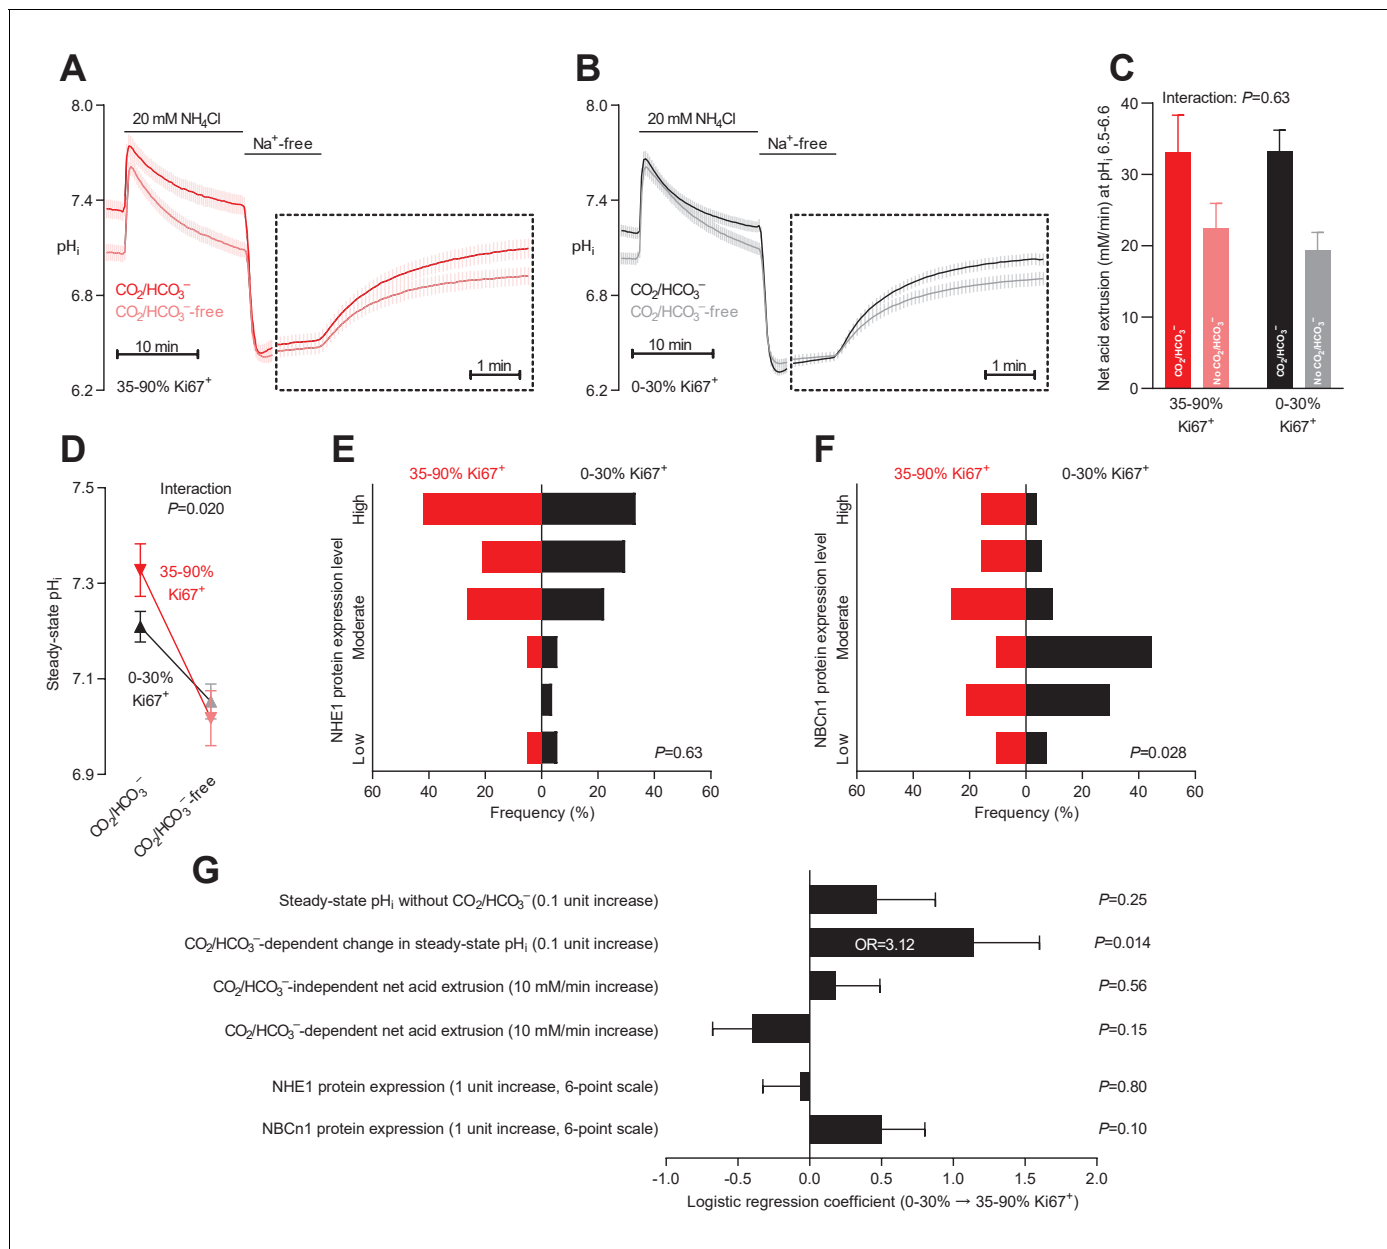 A
8.0
20 mM NH₄Cl
Na⁺-free
7.4
pHᵢ
6.8
CO₂/HCO₃⁻
CO₂/HCO₃⁻-free
10 min
1 min
6.2
35-90% Ki67⁺
B
8.0
20 mM NH₄Cl
Na⁺-free
7.4
pHᵢ
6.8
CO₂/HCO₃⁻
CO₂/HCO₃⁻-free
10 min
1 min
6.2
0-30% Ki67⁺
C
Interaction: P=0.63
Net acid extrusion (mM/min) at pHᵢ 6.5-6.6
40
30
20
10
0
CO₂/HCO₃⁻
No CO₂/HCO₃⁻
CO₂/HCO₃⁻
No CO₂/HCO₃⁻
35-90%
Ki67⁺
0-30%
Ki67⁺
D
Interaction
P=0.020
Steady-state pHᵢ
7.5
7.3
7.1
6.9
35-90%
Ki67⁺
0-30%
Ki67⁺
CO₂/HCO₃⁻
CO₂/HCO₃⁻-free
E
35-90% Ki67⁺
0-30% Ki67⁺
NHE1 protein expression level
High
Moderate
Low
P=0.63
60 40 20 0 20 40 60
Frequency (%)
F
35-90% Ki67⁺
0-30% Ki67⁺
NBCn1 protein expression level
High
Moderate
Low
P=0.028
60 40 20 0 20 40 60
Frequency (%)
G
Steady-state pHᵢ without CO₂/HCO₃⁻ (0.1 unit increase)
P=0.25
CO₂/HCO₃⁻-dependent change in steady-state pHᵢ (0.1 unit increase)
OR=3.12
P=0.014
CO₂/HCO₃⁻-independent net acid extrusion (10 mM/min increase)
P=0.56
CO₂/HCO₃⁻-dependent net acid extrusion (10 mM/min increase)
P=0.15
NHE1 protein expression (1 unit increase, 6-point scale)
P=0.80
NBCn1 protein expression (1 unit increase, 6-point scale)
P=0.10
-1.0 -0.5 0.0 0.5 1.0 1.5 2.0
Logistic regression coefficient (0-30% → 35-90% Ki67⁺)